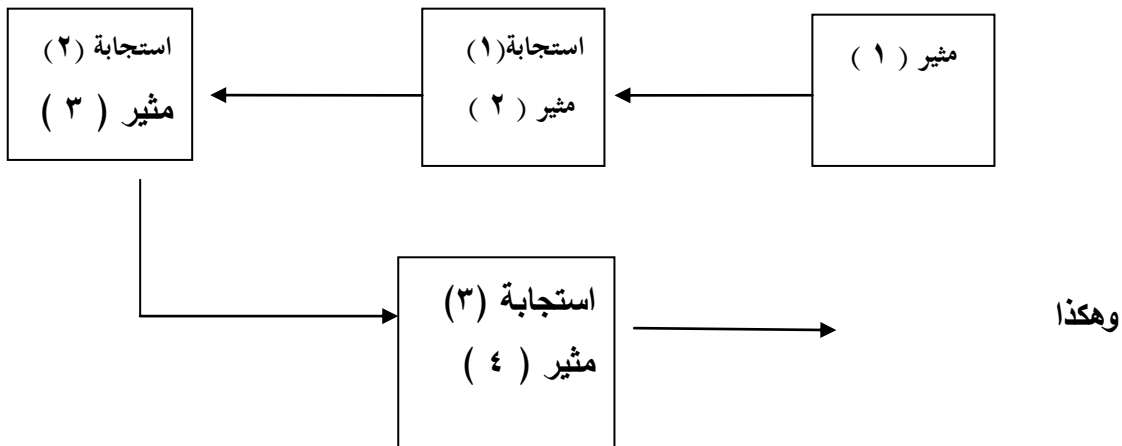 مثير ( ١ )
استجابة(١)
مثير ( ٢ )
استجابة (٢)
مثير ( ٣ )
استجابة (٣)
مثير ( ٤ )
وهكذا